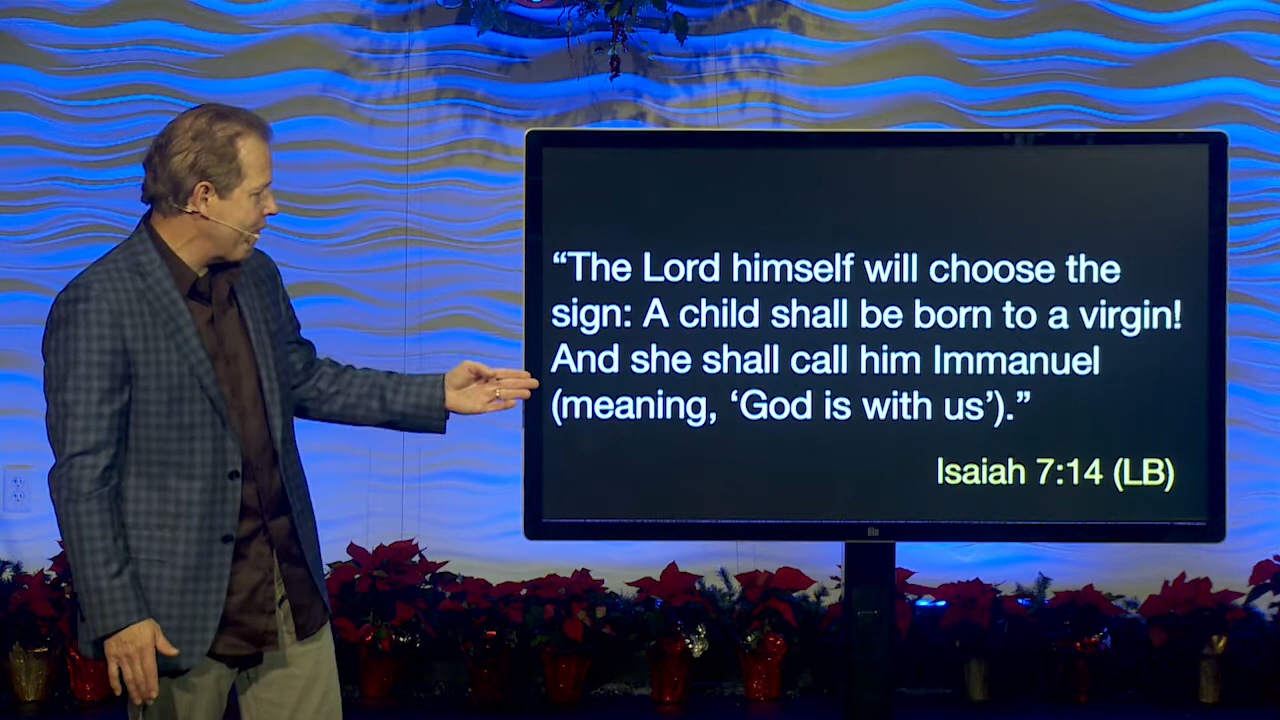 “The Lord himself will choose the
sign: A child shall be born to a virgin!
And she shall call him Immanuel
(meaning, ‘God is with us’).”
Isaiah 7:14 (LB)
elo